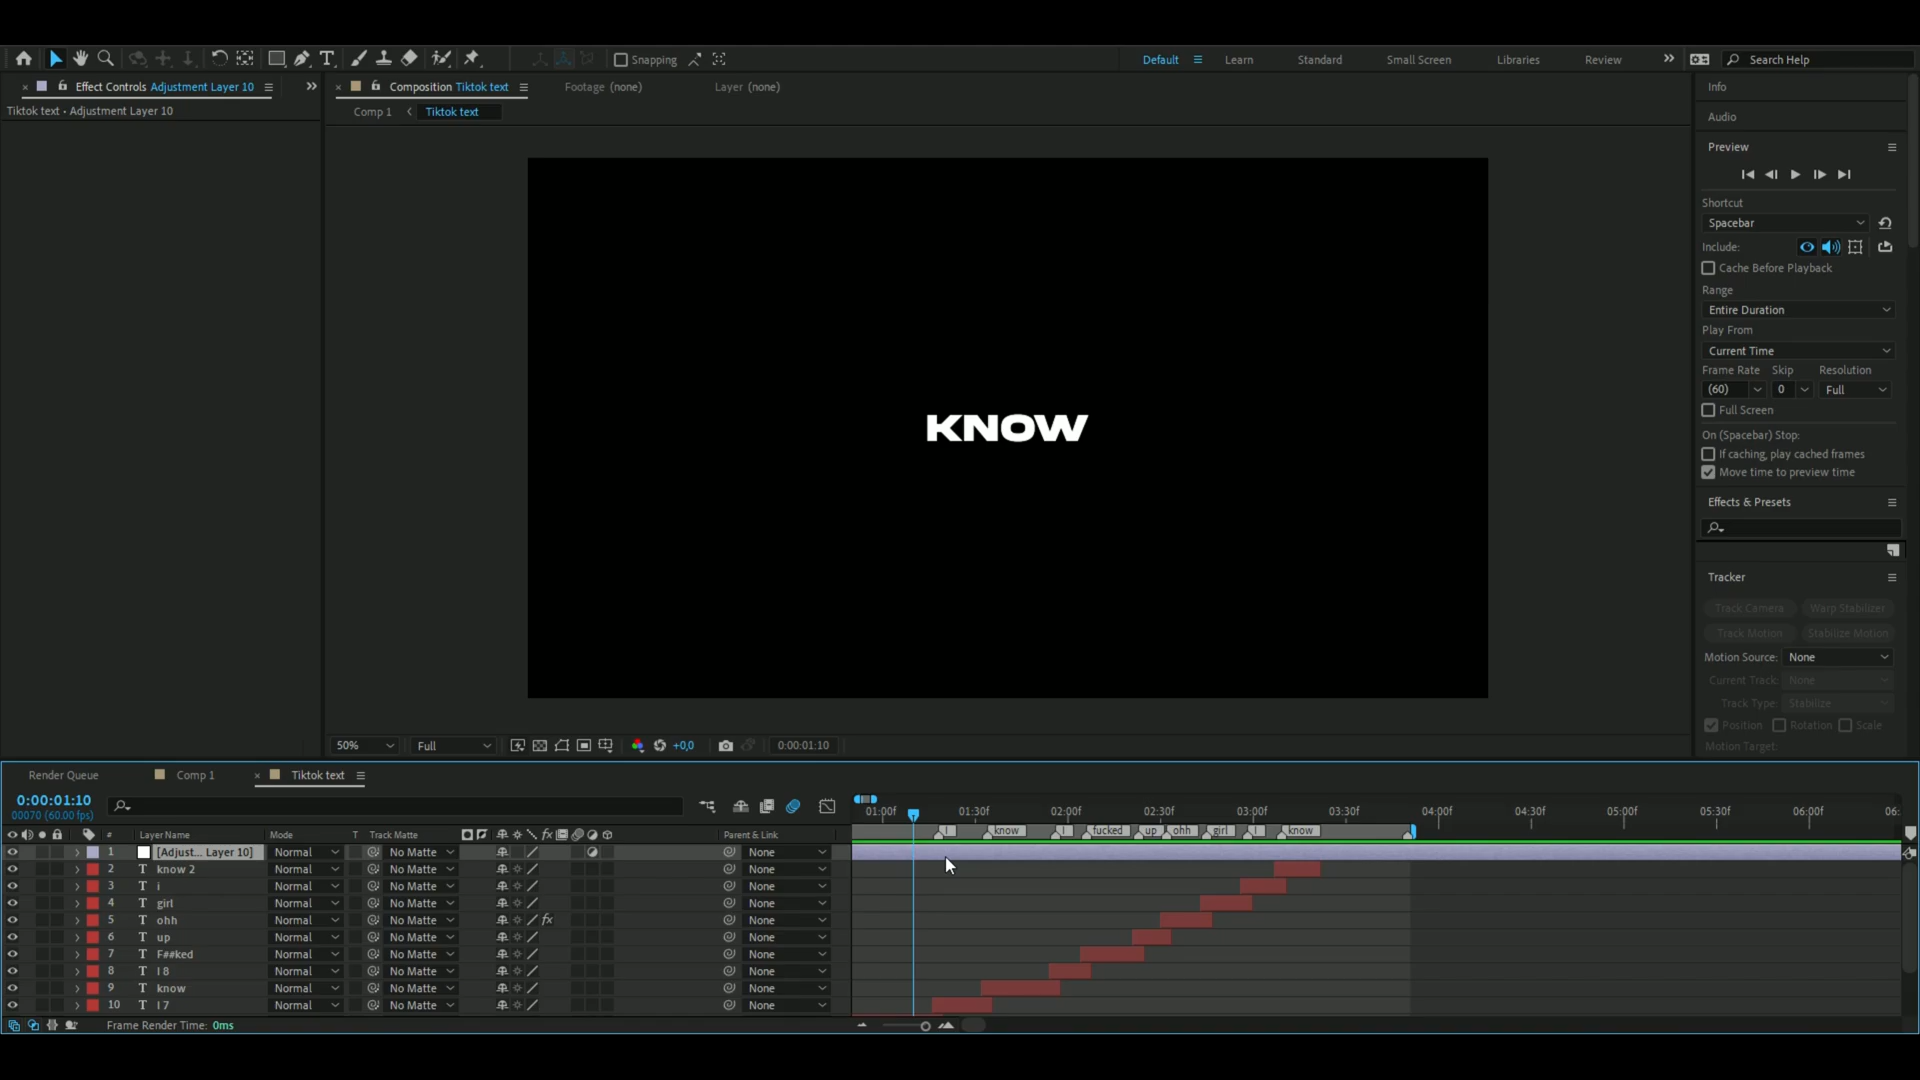 Snapping
Default
Learn
Standard
Small Screen
Libraries
Review
Search Help
Effect Controls Adjustment Layer 10
Composition Tiktok text
Footage (none)
Layer (none)
Tiktok text • Adjustment Layer 10
Comp 1
Tiktok text
Info
Audio
Preview
Shortcut
Spacebar
Include:
Cache Before Playback
Range
Entire Duration
Play From
Current Time
Frame Rate Skip Resolution
(60) 0 Full
Full Screen
On (Spacebar) Stop:
If caching, play cached frames
Move time to preview time
Effects & Presets
Tracker
Track Camera Warp Stabilizer
Track Motion Stabilize Motion
Motion Source: None
Current Track: None
Track Type: Stabilize
Position Rotation Scale
Motion Target:
KNOW
50% Full +0,0 0:00:01:10
Render Queue Comp 1 Tiktok text
0:00:01:10
00070 (60.00 fps)
01:00f 01:30f 02:00f 02:30f 03:00f 03:30f 04:00f 04:30f 05:00f 05:30f 06:00f 06:
I know I fucked up ohh girl I know
# Layer Name Mode T Track Matte fx Parent & Link
1 [Adjust... Layer 10] Normal No Matte None
2 T know 2 Normal No Matte None
3 T i Normal No Matte None
4 T girl Normal No Matte None
5 T ohh Normal No Matte fx None
6 T up Normal No Matte None
7 T F##ked Normal No Matte None
8 T I 8 Normal No Matte None
9 T know Normal No Matte None
10 T I 7 Normal No Matte None
Frame Render Time: 0ms